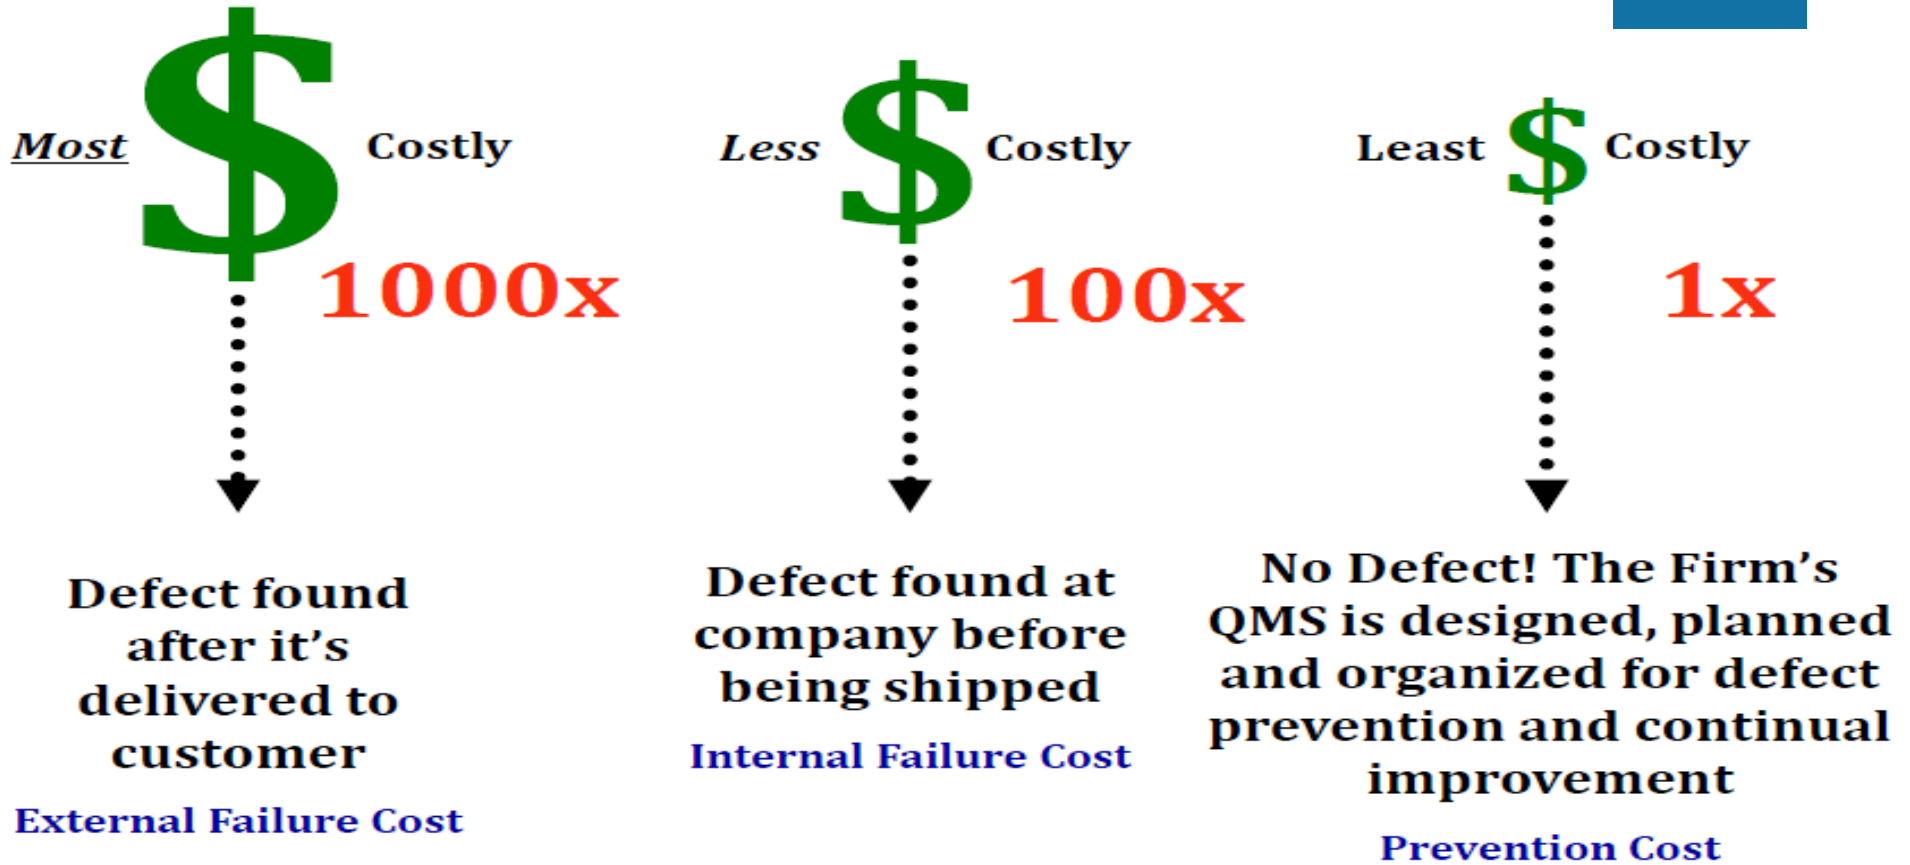 Most $ Costly
1000x
Defect found
after it's
delivered to
customer
External Failure Cost
Less $ Costly
100x
Defect found at
company before
being shipped
Internal Failure Cost
Least $ Costly
1x
No Defect! The Firm’s
QMS is designed, planned
and organized for defect
prevention and continual
improvement
Prevention Cost